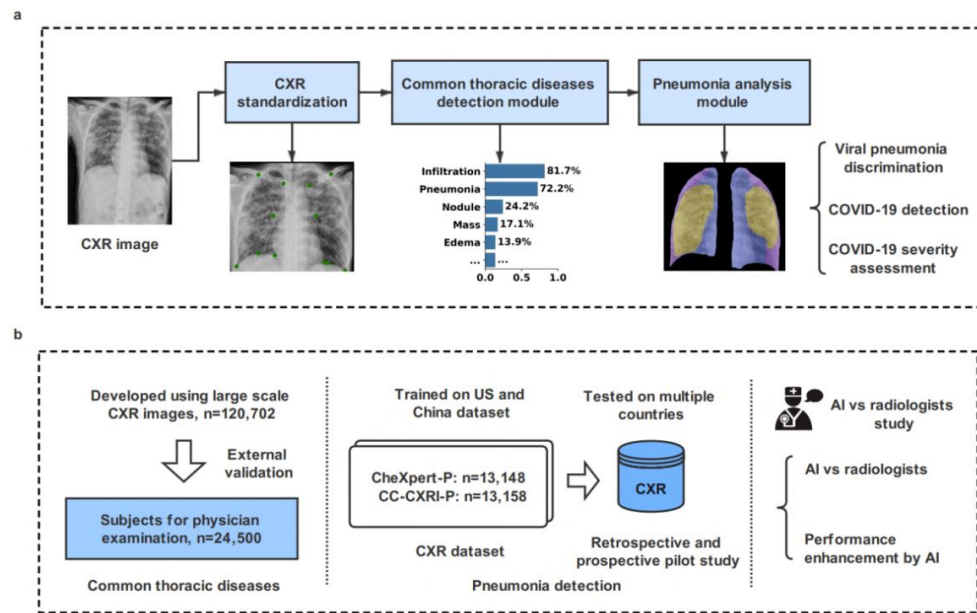 a
CXR
standardization
Common thoracic diseases
detection module
Pneumonia analysis
module
CXR image
Infiltration 81.7%
Pneumonia 72.2%
Nodule 24.2%
Mass 17.1%
Edema 13.9%
... ...
0.0 0.5 1.0
Viral pneumonia
discrimination
COVID-19 detection
COVID-19 severity
assessment
b
Developed using large scale
CXR images, n=120,702
External
validation
Subjects for physician
examination, n=24,500
Common thoracic diseases
Trained on US and
China dataset
CheXpert-P: n=13,148
CC-CXRI-P: n=13,158
CXR dataset
Tested on multiple
countries
CXR
Retrospective and
prospective pilot study
Pneumonia detection
AI vs radiologists
study
AI vs radiologists
Performance
enhancement by AI